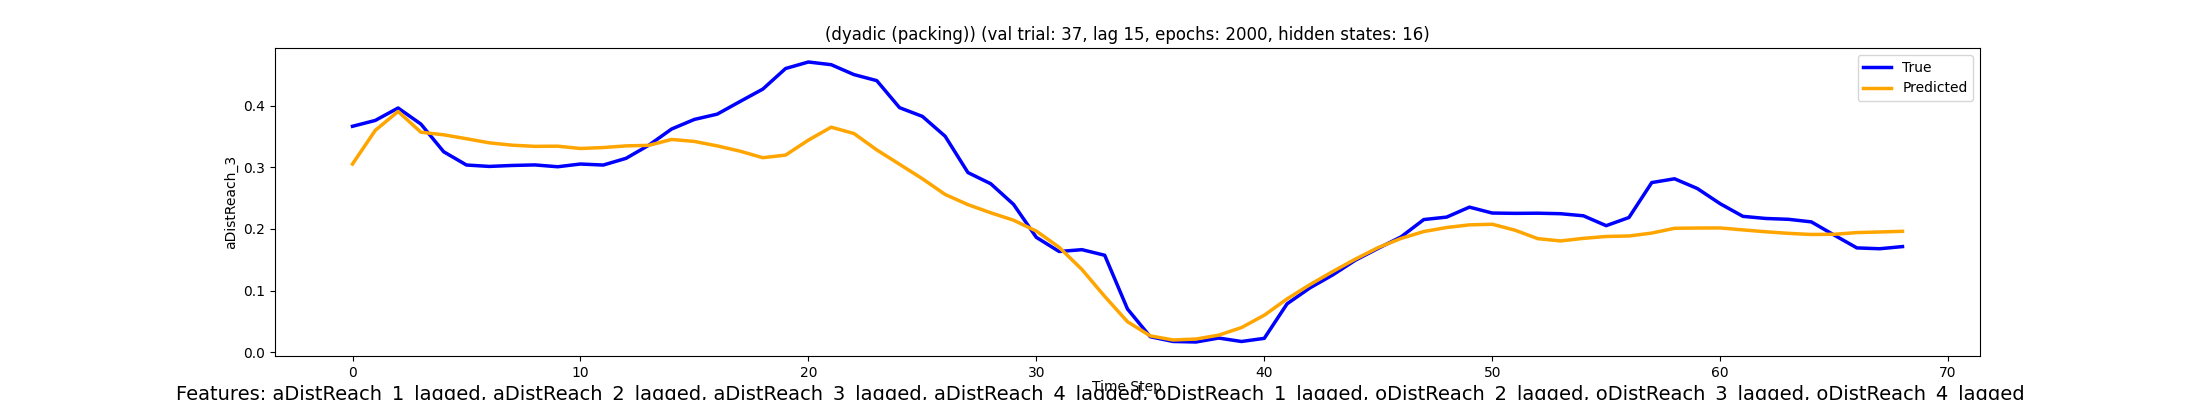 (dyadic (packing)) (val trial: 37, lag 15, epochs: 2000, hidden states: 16)
True
Predicted
aDistReach_3
0.4
0.3
0.2
0.1
0.0
0 10 20 30 40 50 60 70
Time Step
Features: aDistReach_1_lagged, aDistReach_2_lagged, aDistReach_3_lagged, aDistReach_4_lagged, oDistReach_1_lagged, oDistReach_2_lagged, oDistReach_3_lagged, oDistReach_4_lagged